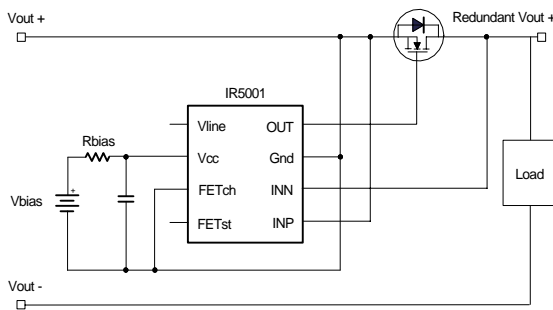 Vout +
Redundant Vout +
IR5001
Vline
OUT
Rbias
Vcc
Gnd
+
Vbias
FETch
INN
Load
FETst
INP
Vout -